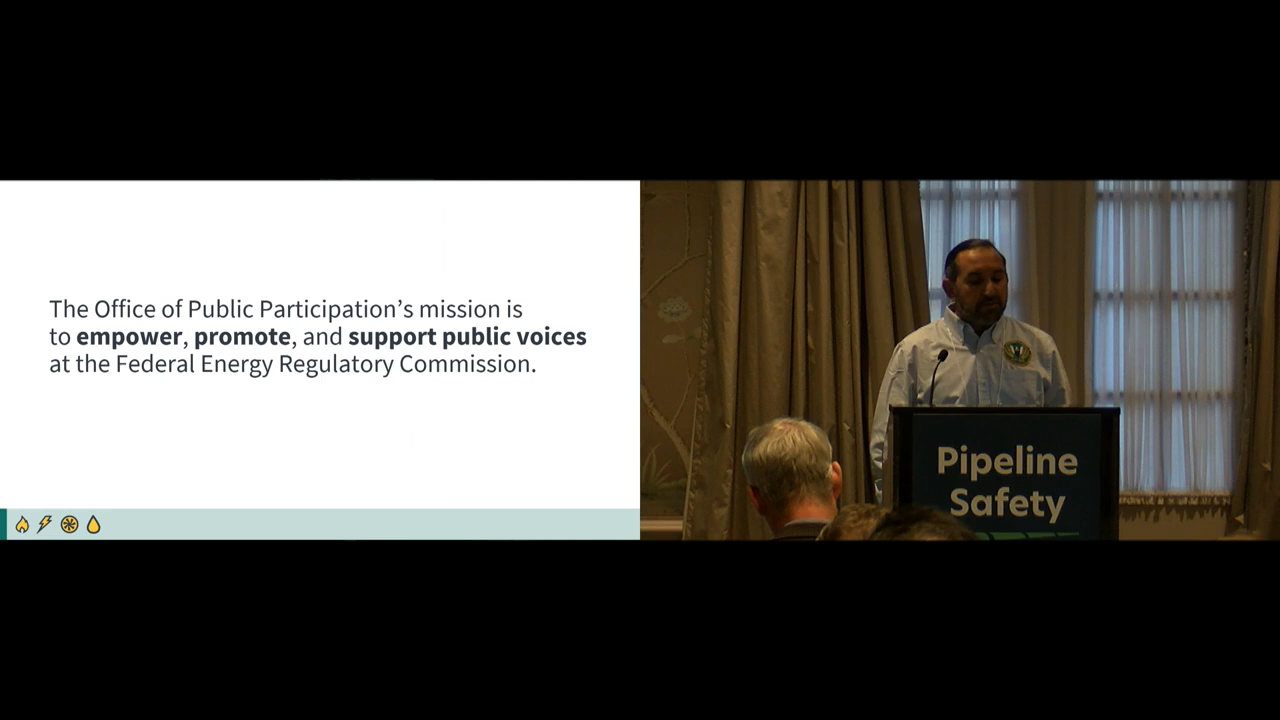 The Office of Public Participation’s mission is
to empower, promote, and support public voices
at the Federal Energy Regulatory Commission.
Pipeline
Safety